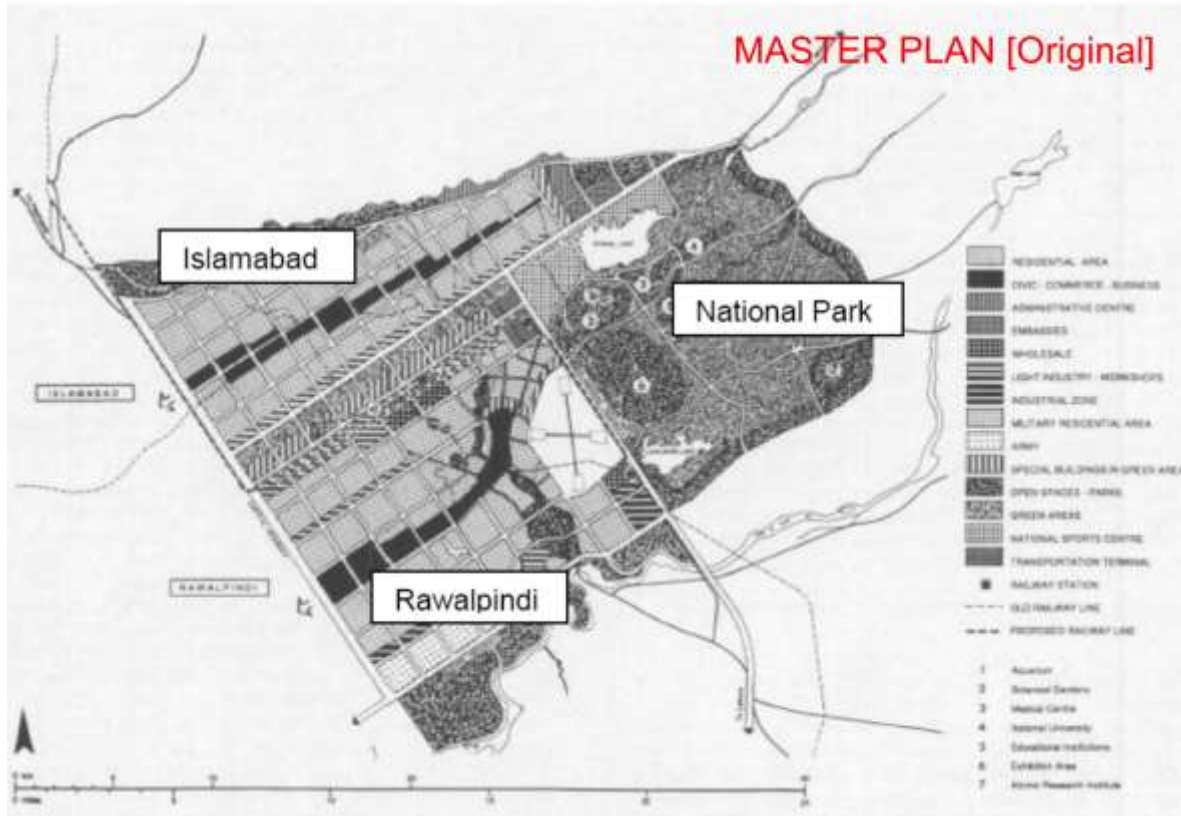 MASTER PLAN [Original]
Islamabad
National Park
Rawalpindi
ISLAMABAD
RAWALPINDI
RESIDENTIAL AREA
CIVIC - COMMERCE - BUSINESS
ADMINISTRATIVE CENTRE
EMBASSIES
WHOLESALE
LIGHT INDUSTRY - WORKSHOPS
INDUSTRIAL ZONE
MILITARY RESIDENTIAL AREA
ARMY
SPECIAL BUILDINGS IN GREEN AREA
OPEN SPACES - PARKS
GREEN AREAS
NATIONAL SPORTS CENTRE
TRANSPORTATION TERMINAL
RAILWAY STATION
OLD RAILWAY LINE
PROPOSED RAILWAY LINE
1 Aquarium
2 Botanical Gardens
3 Medical Centre
4 National University
5 Educational Institutions
6 Exhibition Area
7 Atomic Research Institute